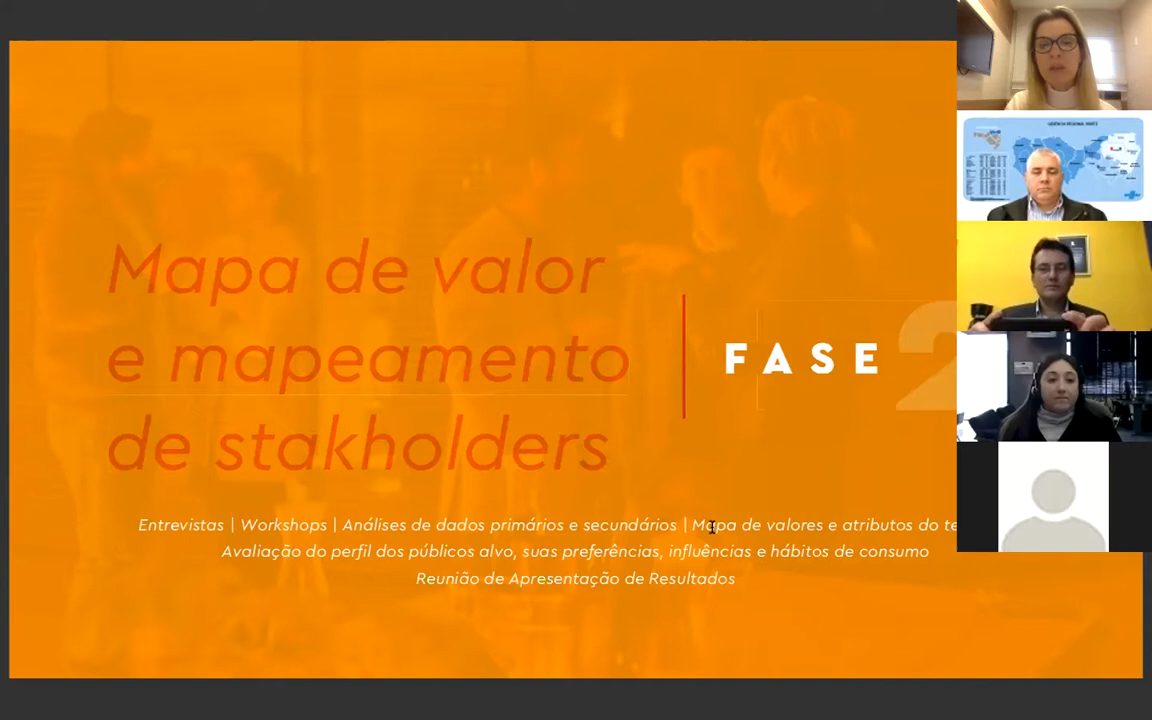 Mapa de valor
e mapeamento
de stakholders
FASE 2
Entrevistas | Workshops | Análises de dados primários e secundários | Mapa de valores e atributos do
Avaliação do perfil dos públicos alvo, suas preferências, influências e hábitos de consumo
Reunião de Apresentação de Resultados